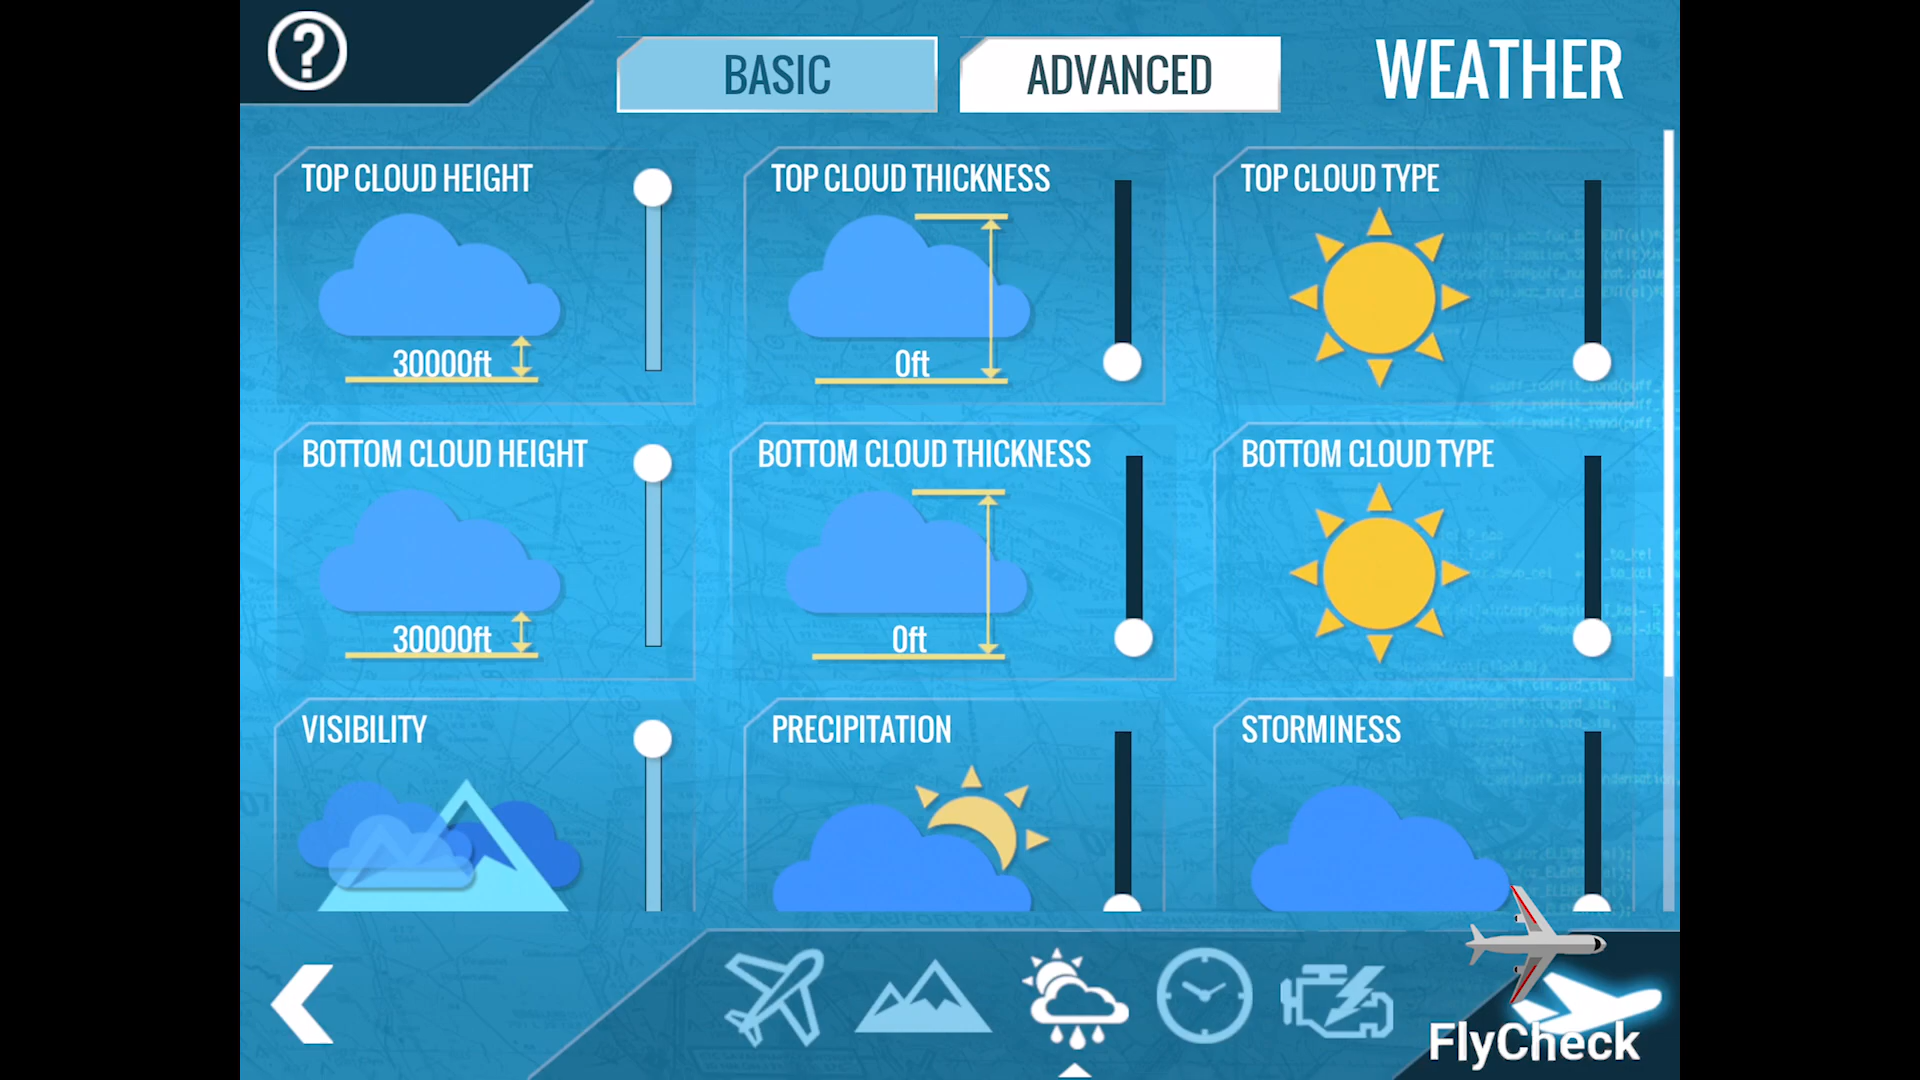 ?
BASIC
ADVANCED
WEATHER
TOP CLOUD HEIGHT
TOP CLOUD THICKNESS
TOP CLOUD TYPE
30000ft
0ft
BOTTOM CLOUD HEIGHT
BOTTOM CLOUD THICKNESS
BOTTOM CLOUD TYPE
30000ft
0ft
VISIBILITY
PRECIPITATION
STORMINESS
FlyCheck